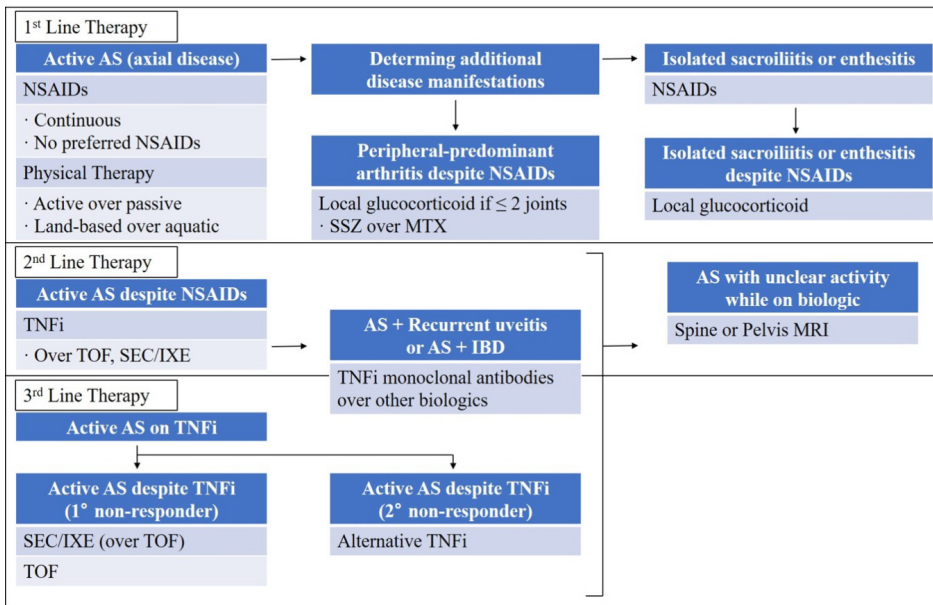 1st Line Therapy
Active AS (axial disease)
NSAIDs
· Continuous
· No preferred NSAIDs
Physical Therapy
· Active over passive
· Land-based over aquatic
Determing additional
disease manifestations
Peripheral-predominant
arthritis despite NSAIDs
Local glucocorticoid if ≤ 2 joints
· SSZ over MTX
Isolated sacroiliitis or enthesitis
NSAIDs
Isolated sacroiliitis or enthesitis
despite NSAIDs
Local glucocorticoid
2nd Line Therapy
Active AS despite NSAIDs
TNFi
· Over TOF, SEC/IXE
AS + Recurrent uveitis
or AS + IBD
TNFi monoclonal antibodies
over other biologics
AS with unclear activity
while on biologic
Spine or Pelvis MRI
3rd Line Therapy
Active AS on TNFi
Active AS despite TNFi
(1° non-responder)
SEC/IXE (over TOF)
TOF
Active AS despite TNFi
(2° non-responder)
Alternative TNFi